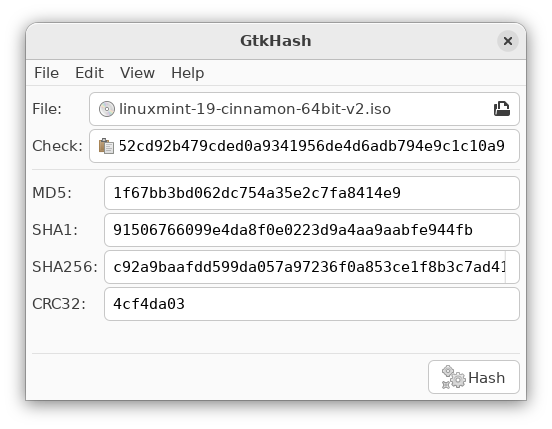 GtkHash
File Edit View Help
File: linuxmint-19-cinnamon-64bit-v2.iso
Check: 52cd92b479cded0a9341956de4d6adb794e9c1c10a9
MD5: 1f67bb3bd062dc754a35e2c7fa8414e9
SHA1: 91506766099e4da8f0e0223d9a4aa9aabfe944fb
SHA256: c92a9baafdd599da057a97236f0a853ce1f8b3c7ad41
CRC32: 4cf4da03
Hash